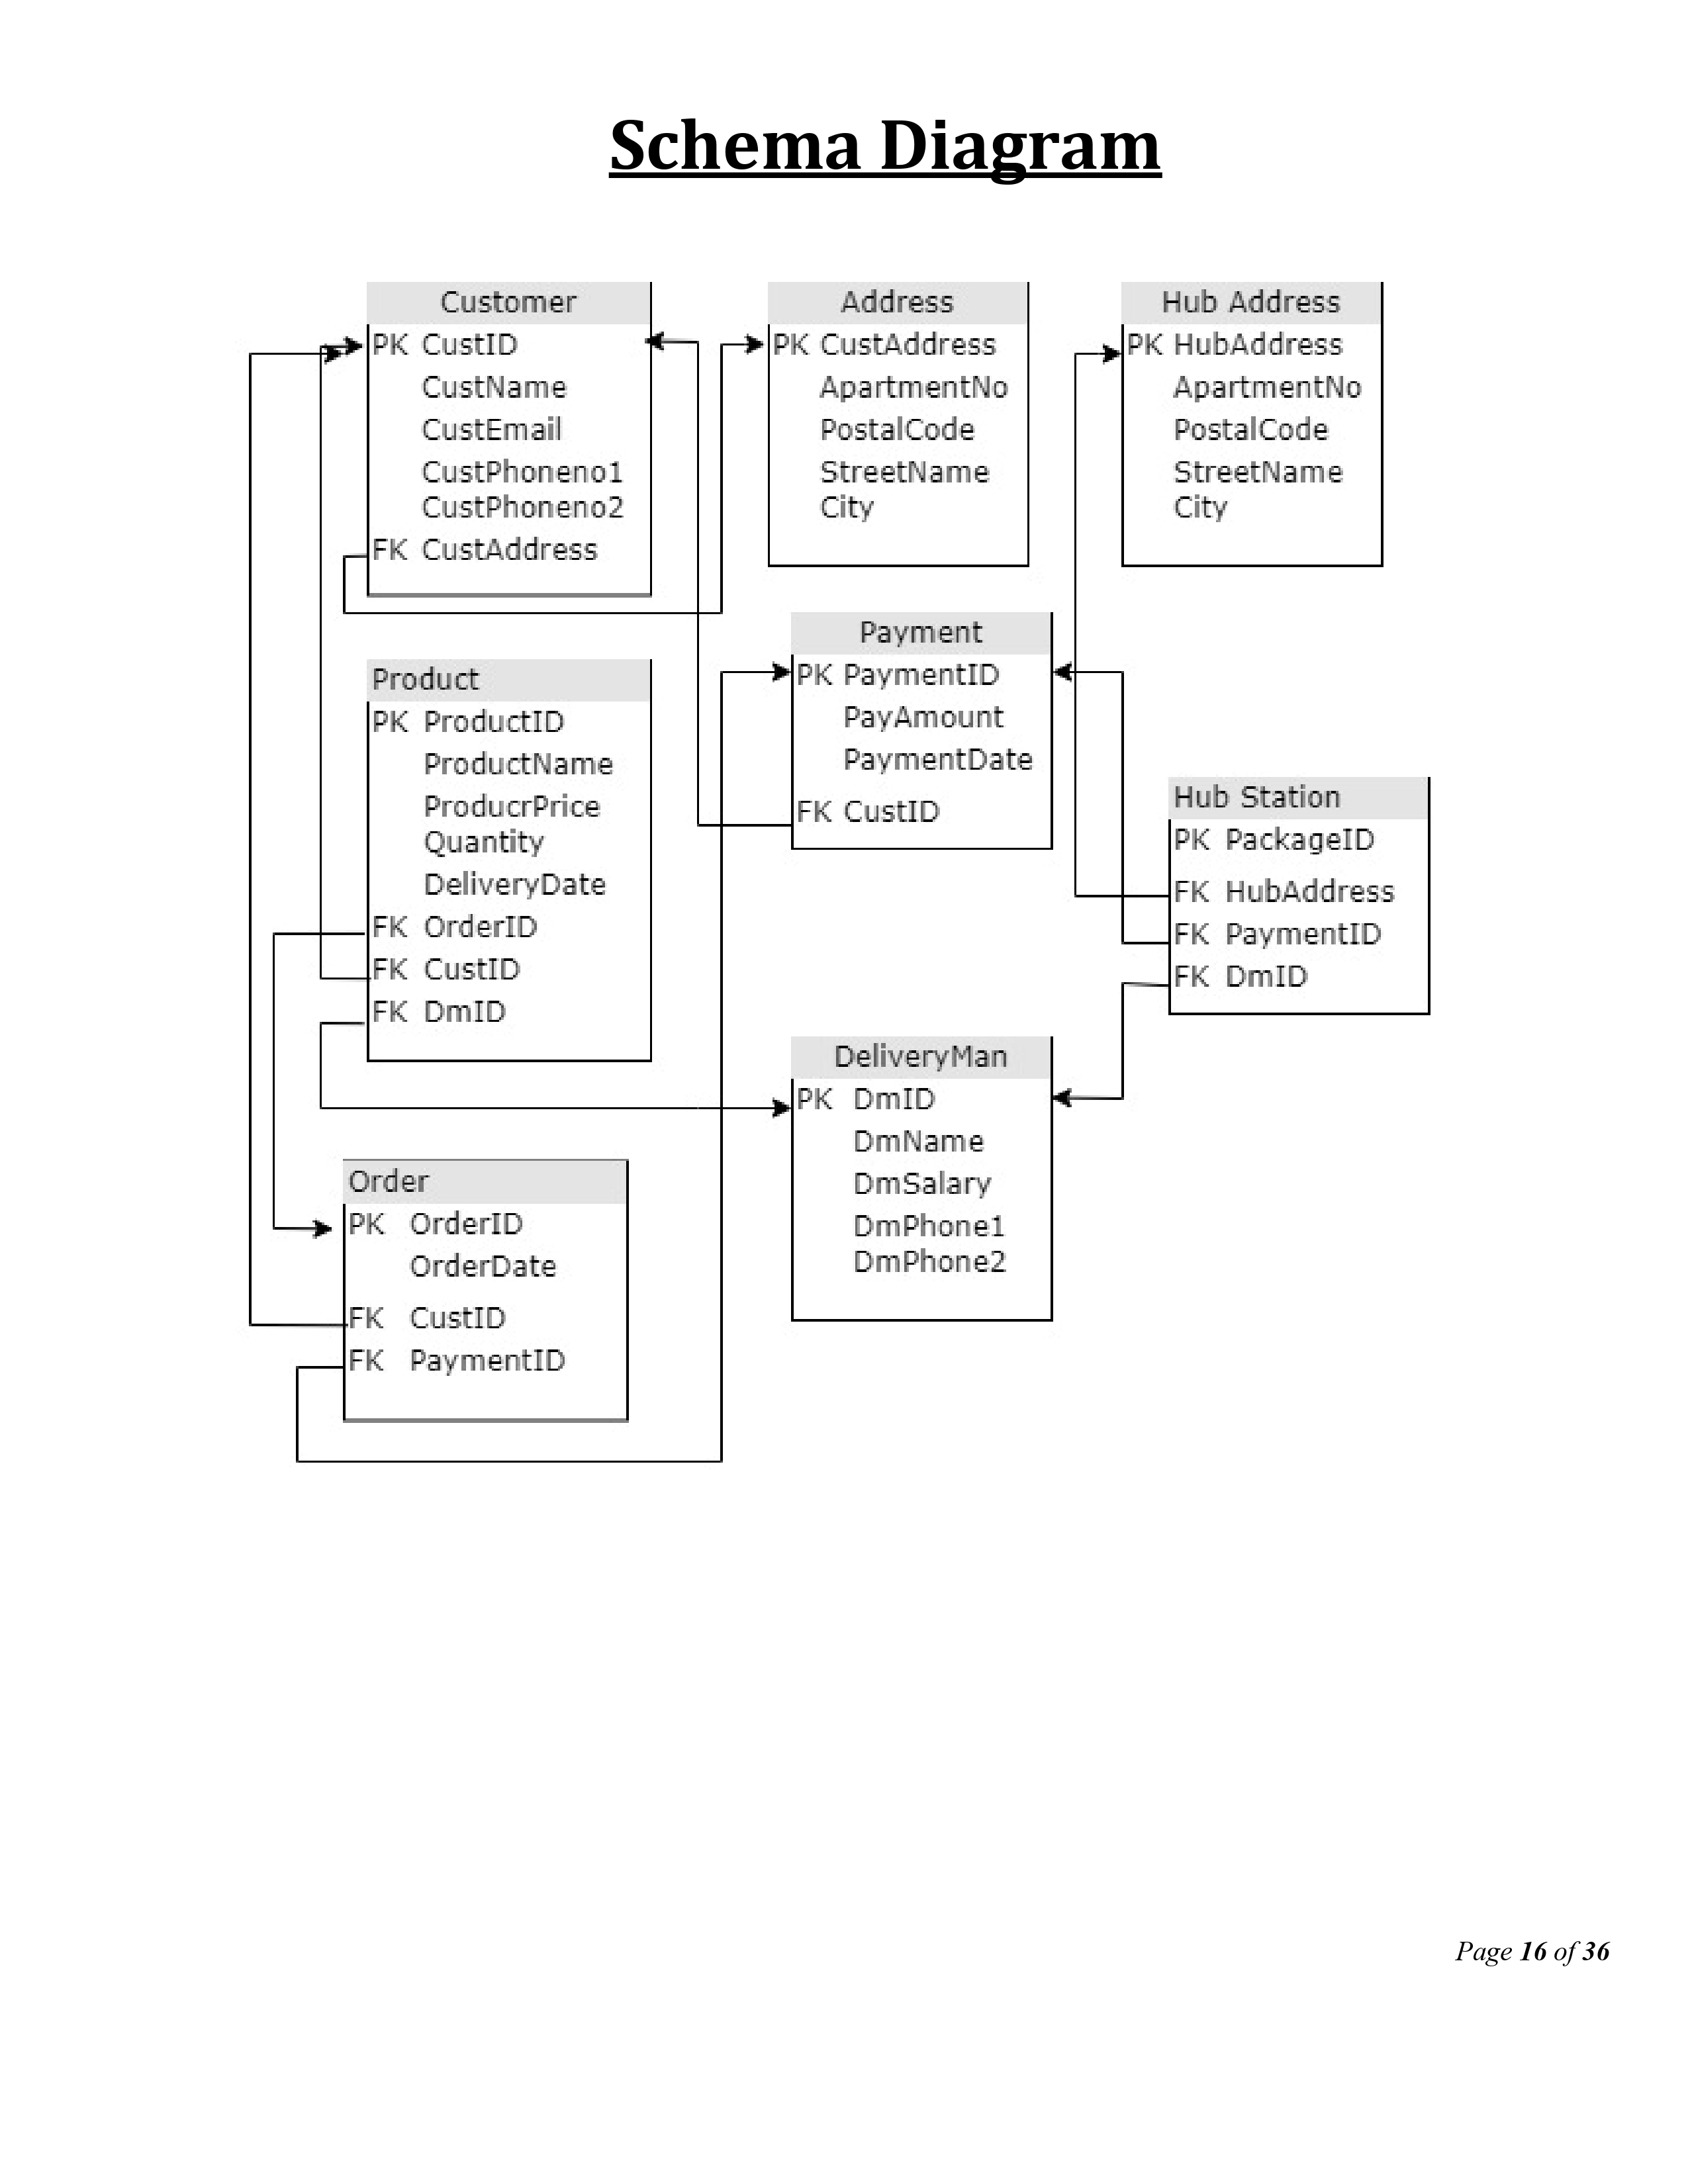 Schema Diagram
Customer
PK CustID
CustName
CustEmail
CustPhoneno1
CustPhoneno2
FK CustAddress
Address
PK CustAddress
ApartmentNo
PostalCode
StreetName
City
Hub Address
PK HubAddress
ApartmentNo
PostalCode
StreetName
City
Product
PK ProductID
ProductName
ProducrPrice
Quantity
DeliveryDate
FK OrderID
FK CustID
FK DmID
Payment
PK PaymentID
PayAmount
PaymentDate
FK CustID
Hub Station
PK PackageID
FK HubAddress
FK PaymentID
FK DmID
DeliveryMan
PK DmID
DmName
DmSalary
DmPhone1
DmPhone2
Order
PK OrderID
OrderDate
FK CustID
FK PaymentID
Page 16 of 36